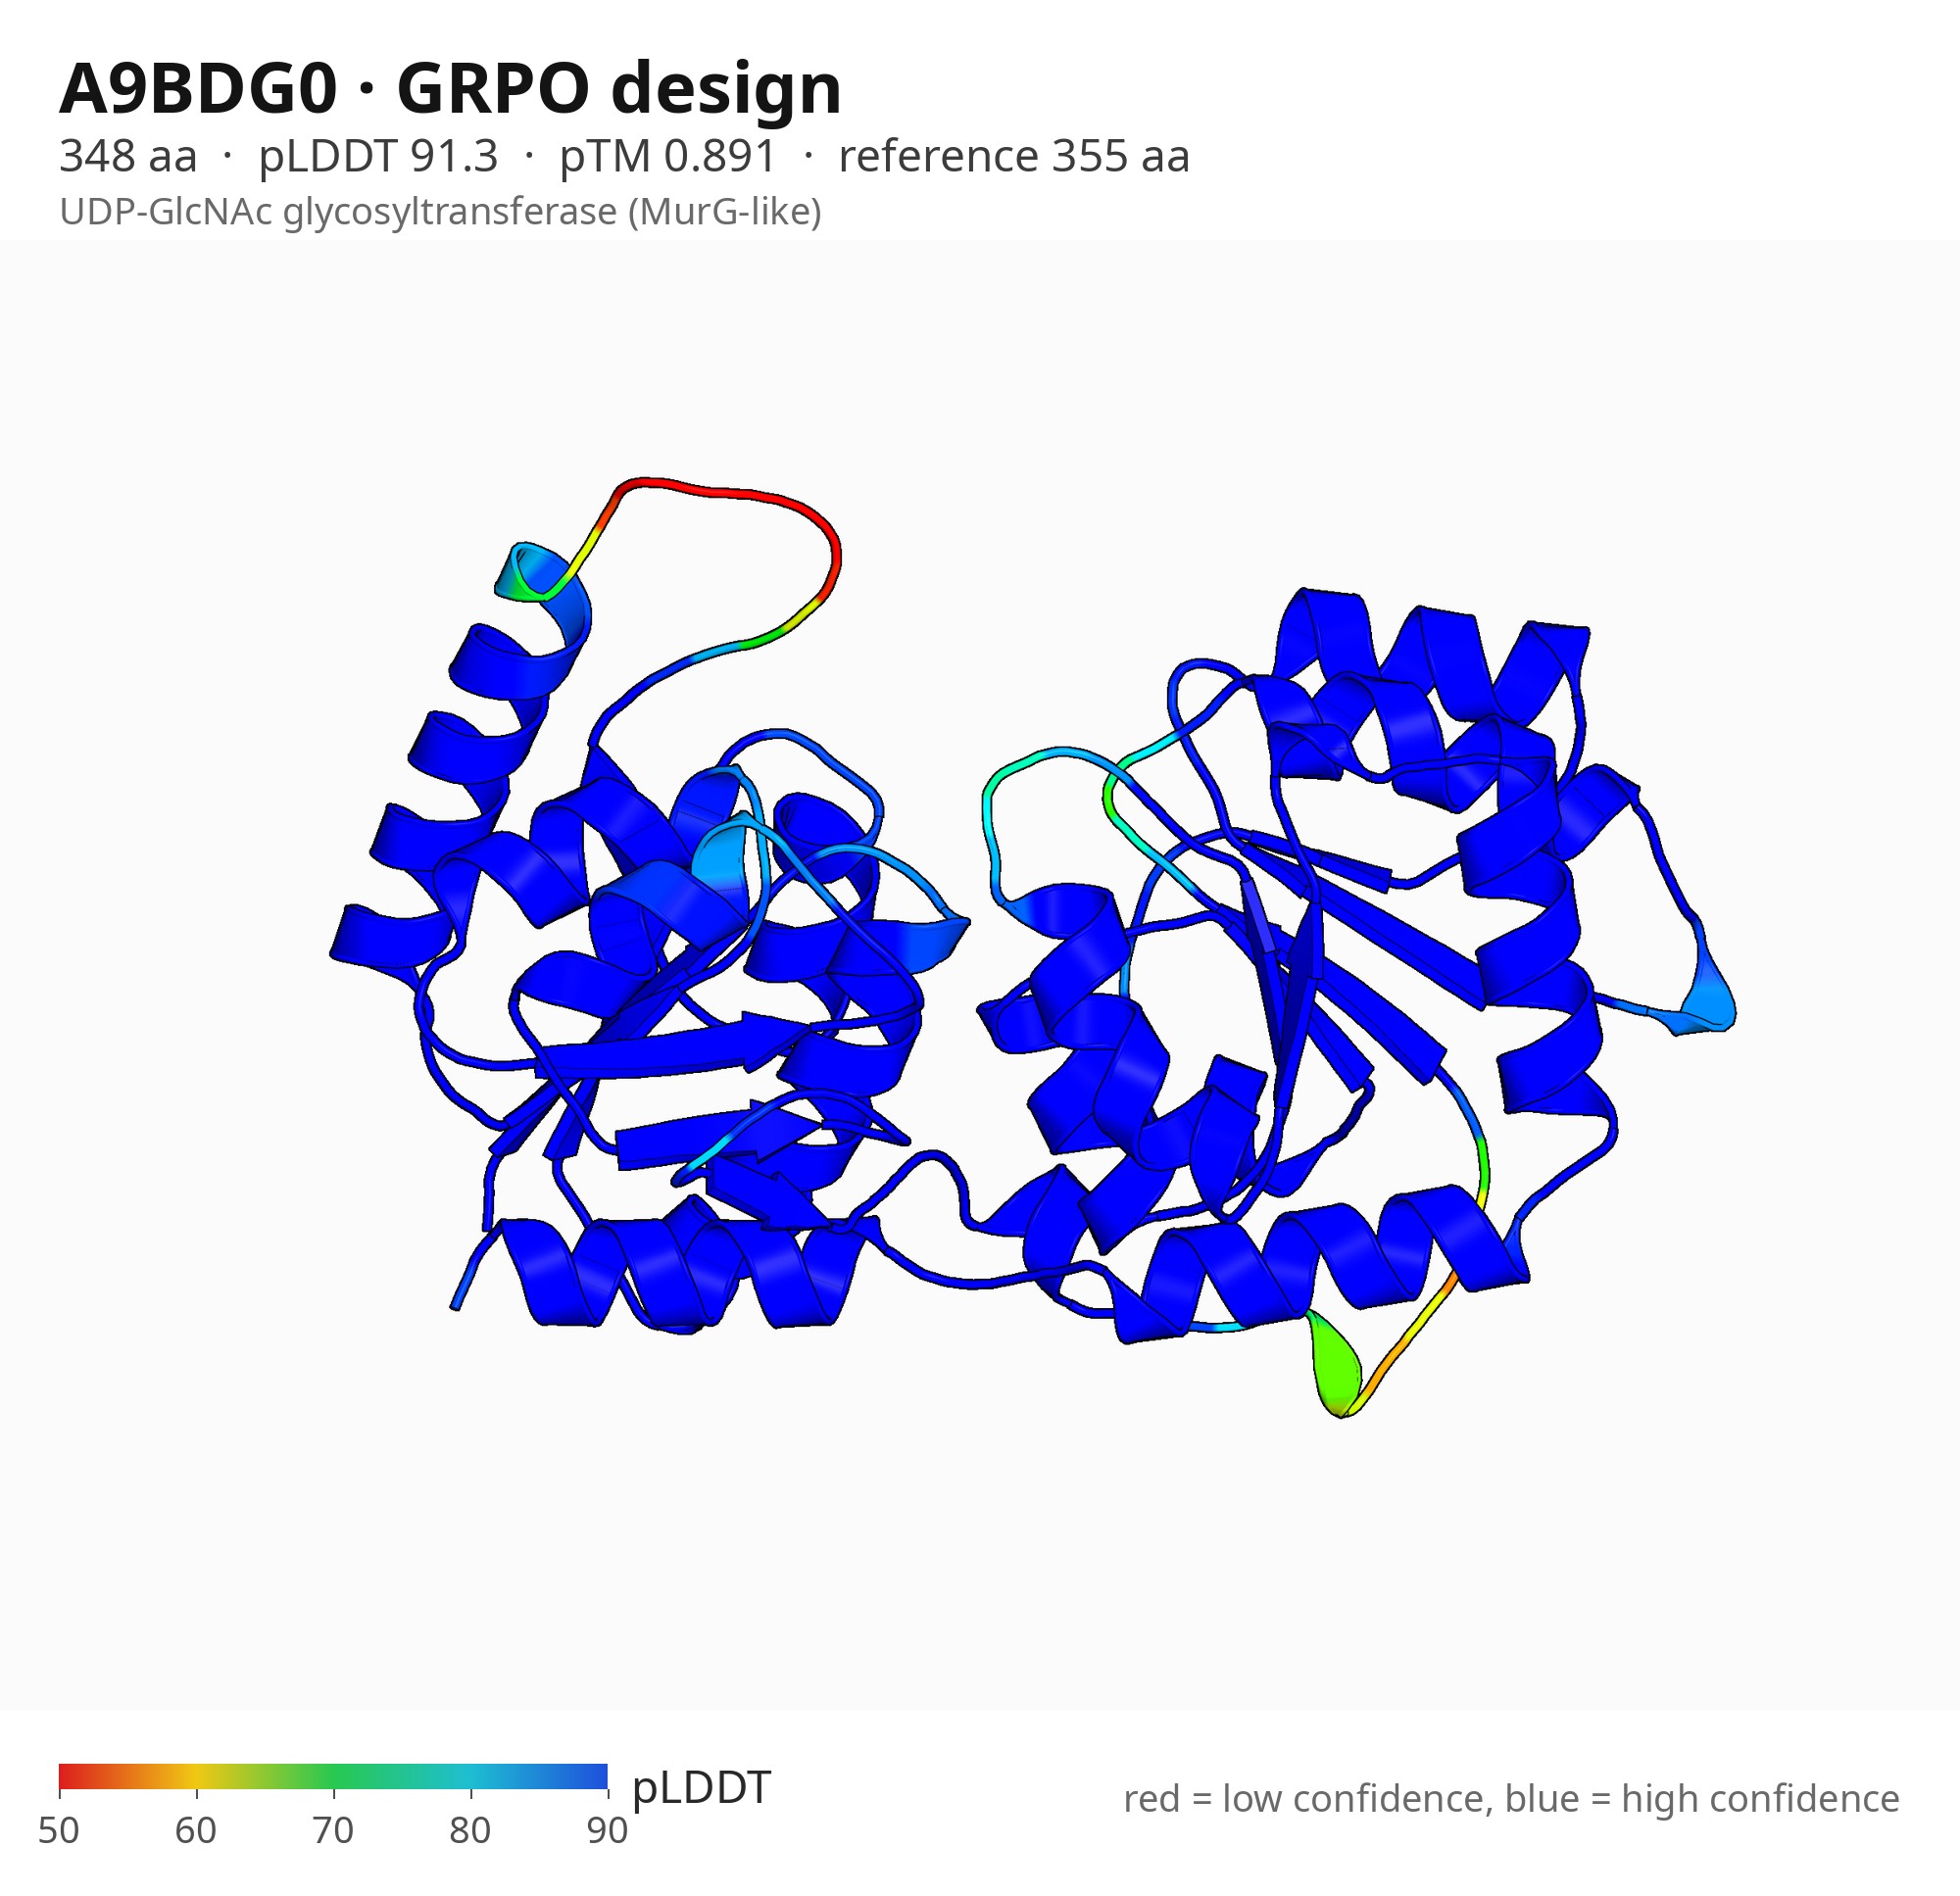 A9BDG0 · GRPO design
348 aa · pLDDT 91.3 · pTM 0.891 · reference 355 aa
UDP-GlcNAc glycosyltransferase (MurG-like)
pLDDT
50 60 70 80 90
red = low confidence, blue = high confidence